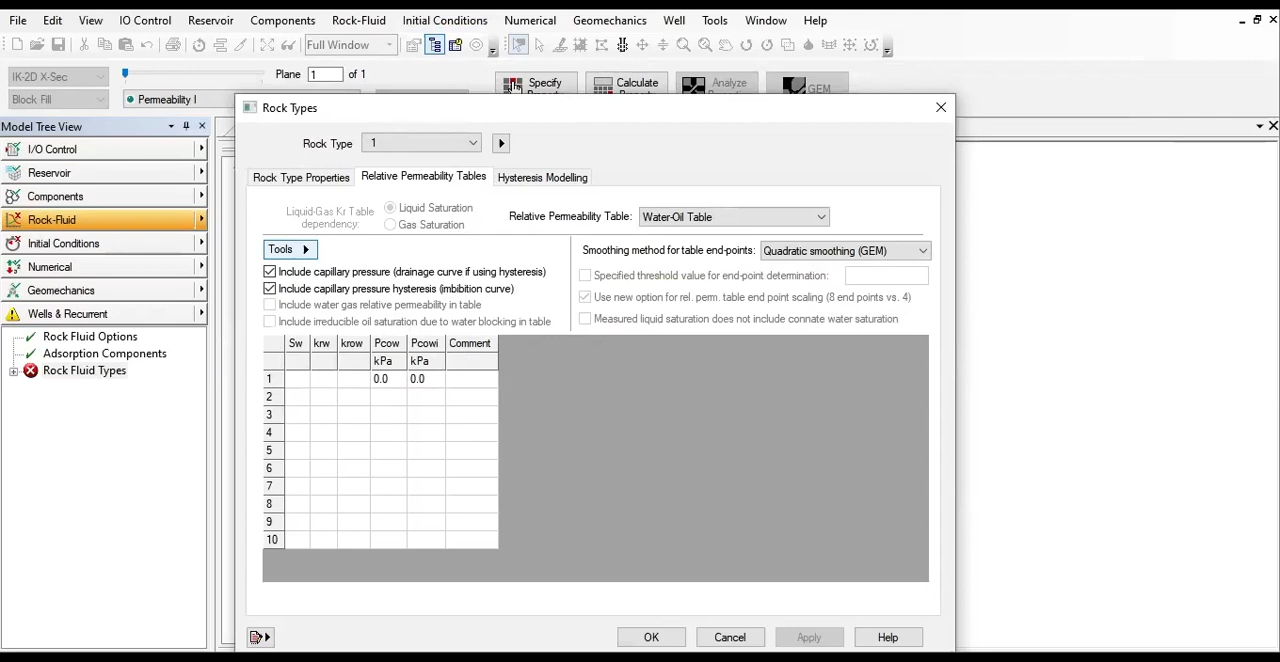 File Edit View IO Control Reservoir Components Rock-Fluid Initial Conditions Numerical Geomechanics Well Tools Window Help
Full Window
IK-2D X-Sec Plane 1 of 1
Block Fill Permeability I
Specify Calculate Analyze GEM
Model Tree View
I/O Control
Reservoir
Components
Rock-Fluid
Initial Conditions
Numerical
Geomechanics
Wells & Recurrent
Rock Fluid Options
Adsorption Components
Rock Fluid Types
Rock Types
Rock Type 1
Rock Type Properties Relative Permeability Tables Hysteresis Modelling
Liquid-Gas Kr Table dependency:
Liquid Saturation
Gas Saturation
Relative Permeability Table: Water-Oil Table
Tools
Smoothing method for table end-points: Quadratic smoothing (GEM)
Include capillary pressure (drainage curve if using hysteresis)
Include capillary pressure hysteresis (imbibition curve)
Include water gas relative permeability in table
Include irreducible oil saturation due to water blocking in table
Specified threshold value for end-point determination:
Use new option for rel. perm. table end point scaling (8 end points vs. 4)
Measured liquid saturation does not include connate water saturation
Sw krw krow Pcow Pcowi Comment
kPa kPa
1 0.0 0.0
2
3
4
5
6
7
8
9
10
OK Cancel Apply Help